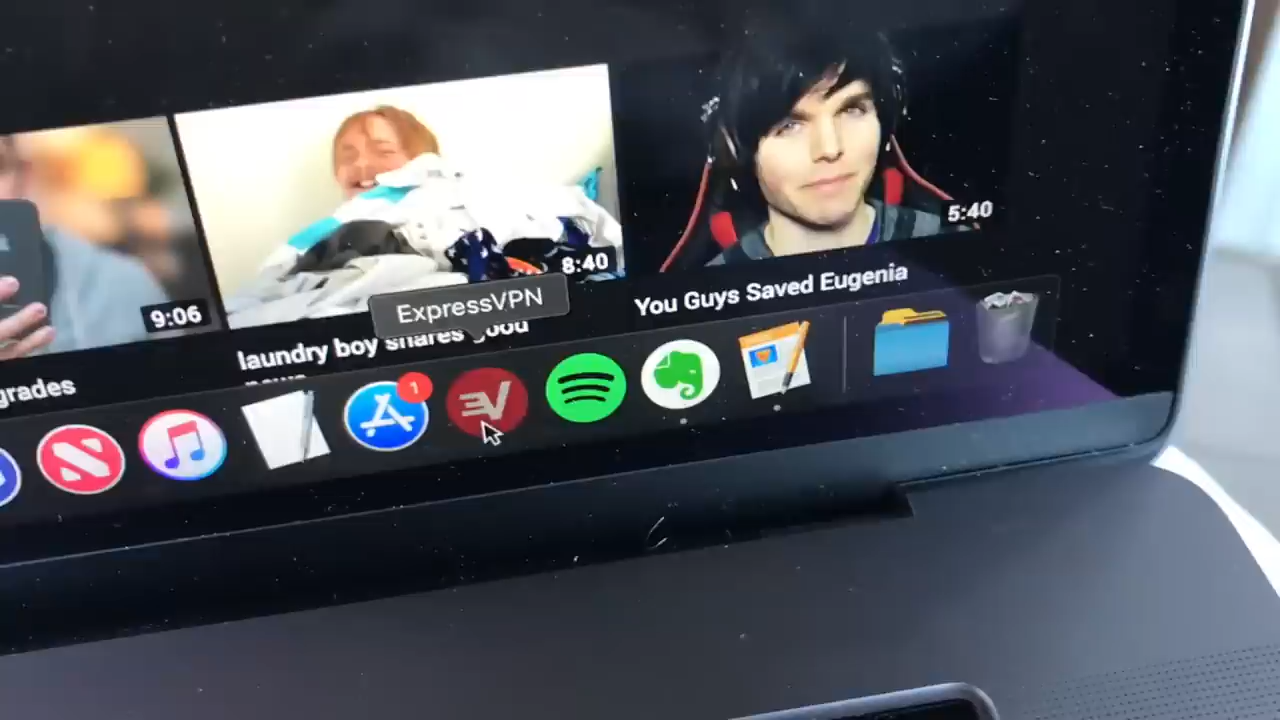 5:40
8:40
9:06
You Guys Saved Eugenia
ExpressVPN
laundry boy shares good
grades
1